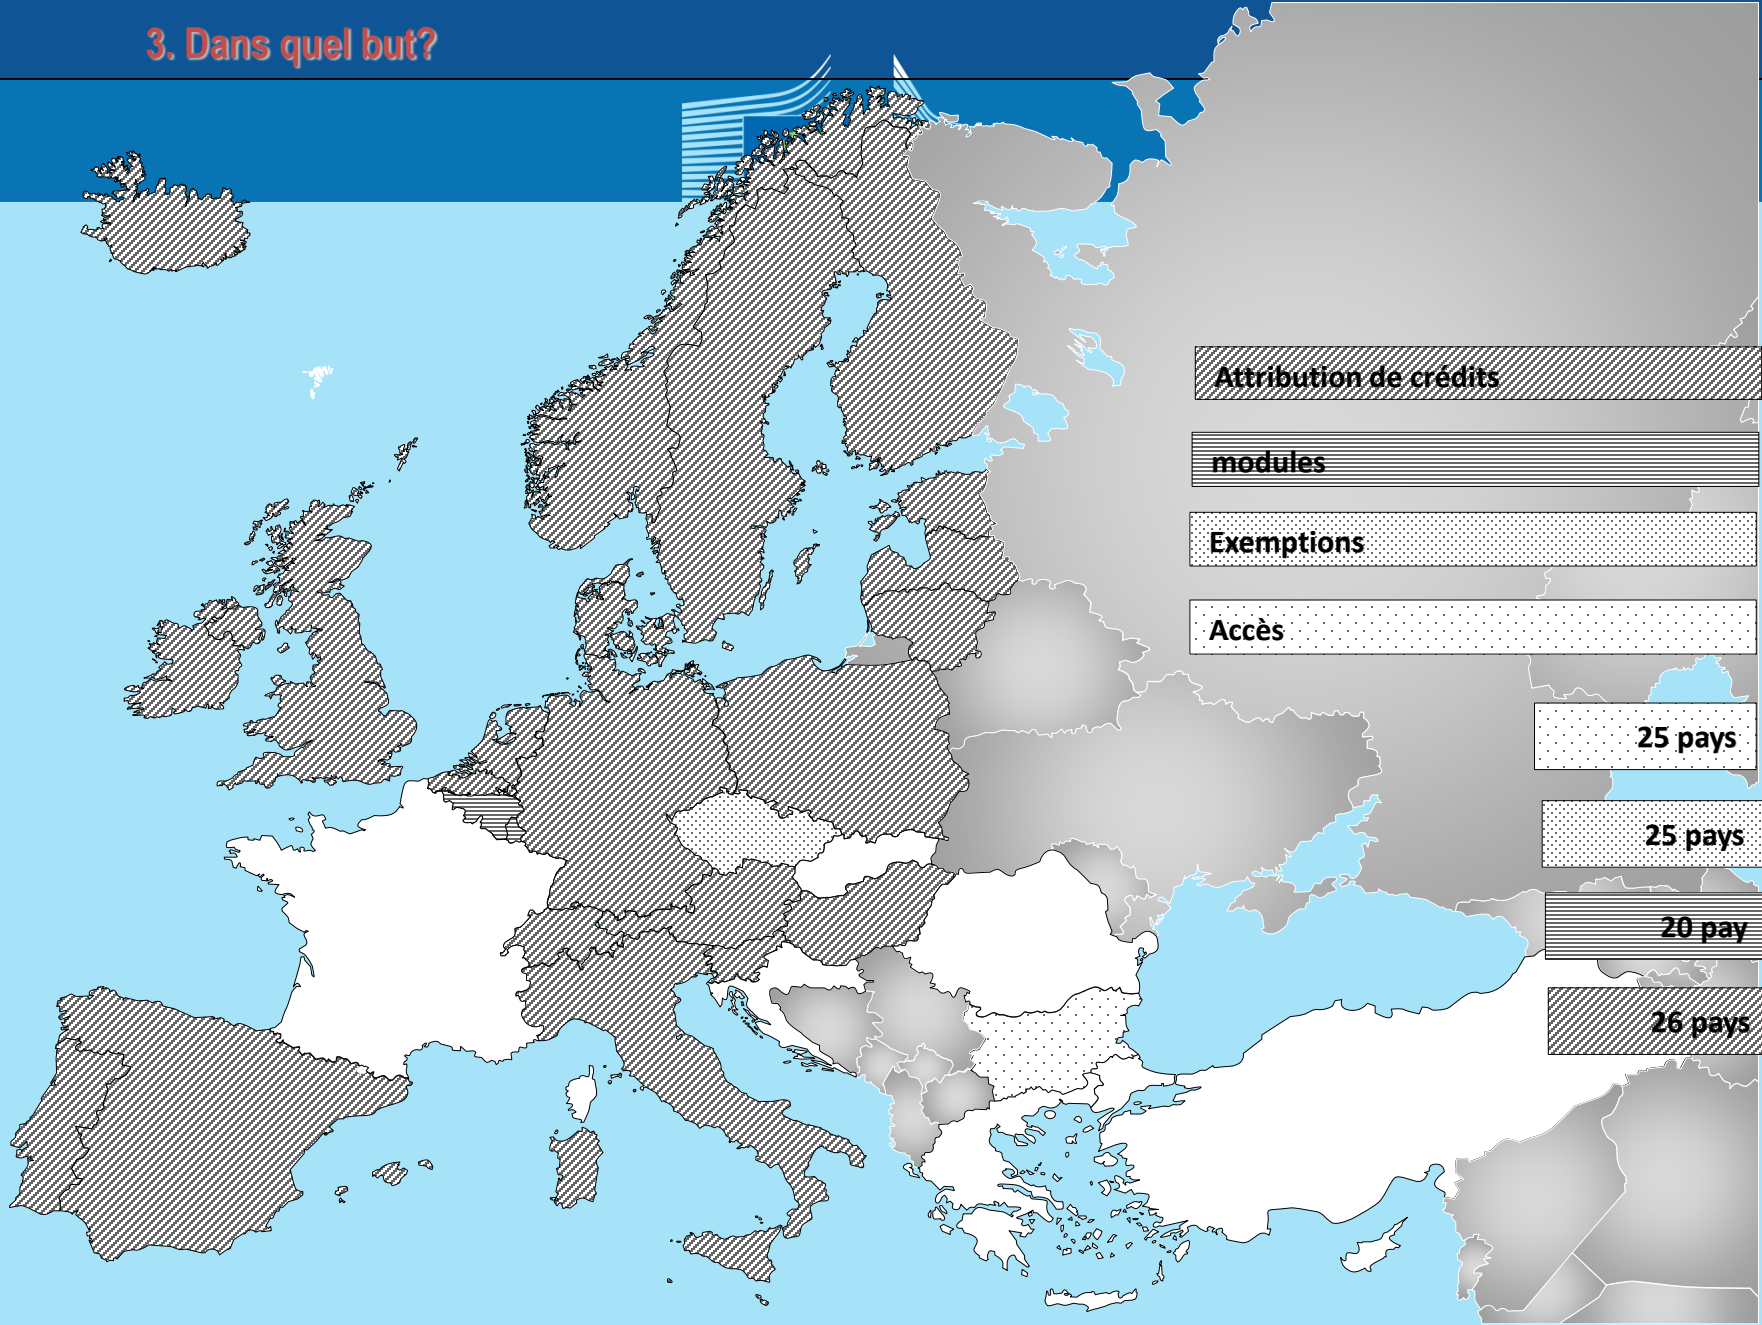 3. Dans quel but?
Attribution de crédits
modules
Exemptions
Accès
25 pays
25 pays
20 pay
26 pays